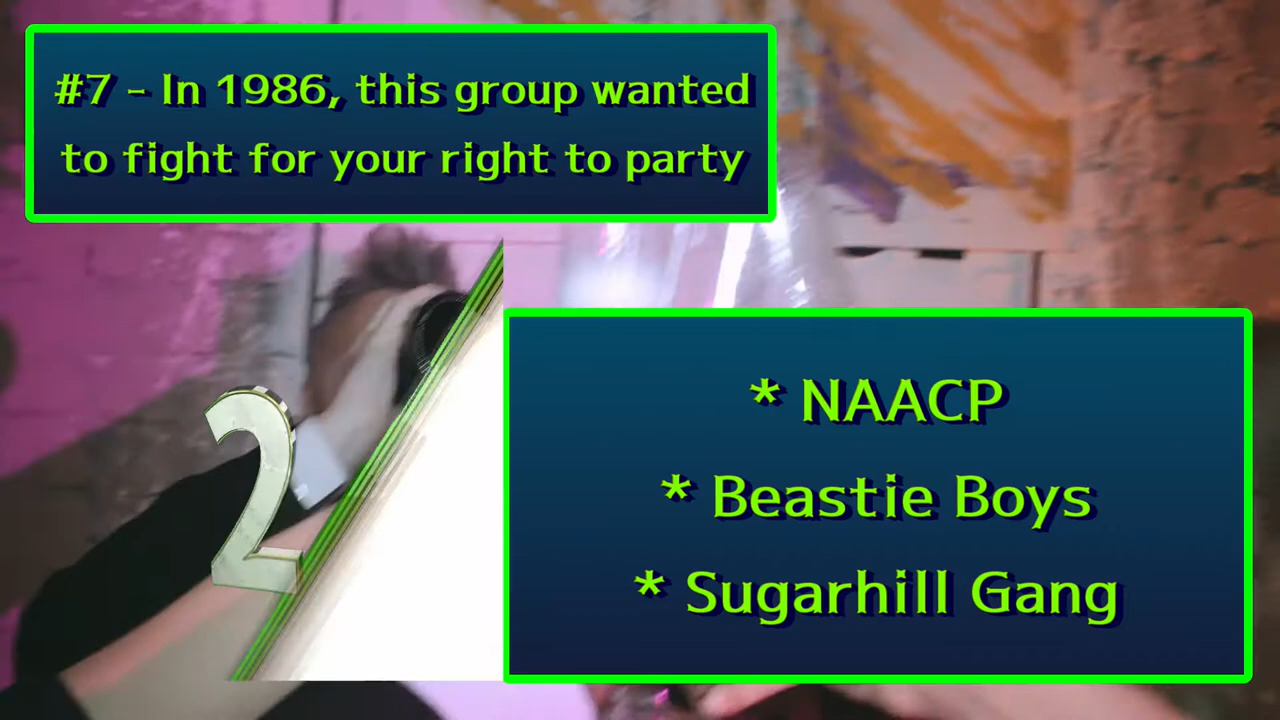 #7 - In 1986, this group wanted
to fight for your right to party
2
* NAACP
* Beastie Boys
* Sugarhill Gang